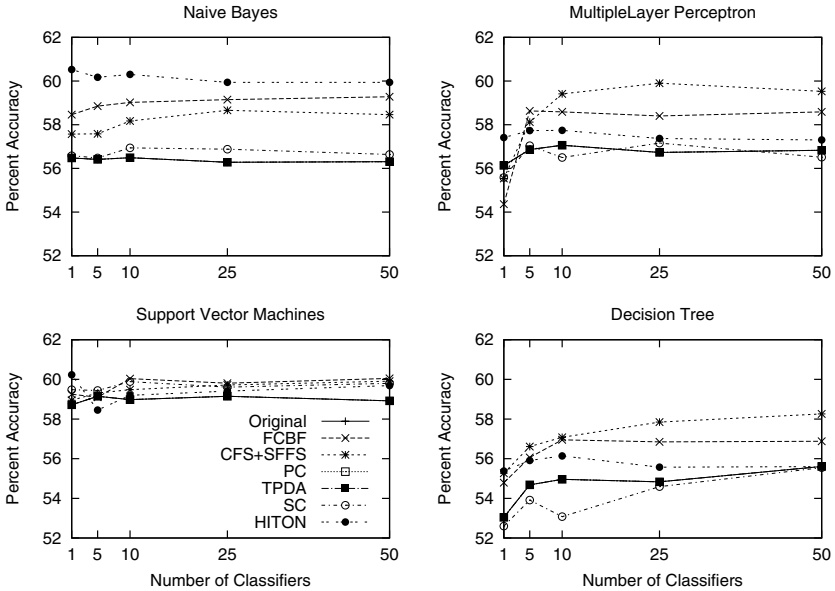 Naive Bayes
Percent Accuracy
62
60
58
56
54
52
1 5 10 25 50
MultipleLayer Perceptron
Percent Accuracy
62
60
58
56
54
52
1 5 10 25 50
Support Vector Machines
Percent Accuracy
62
60
58
56
54
52
Original
FCBF
CFS+SFFS
PC
TPDA
SC
HITON
1 5 10 25 50
Number of Classifiers
Decision Tree
Percent Accuracy
62
60
58
56
54
52
1 5 10 25 50
Number of Classifiers